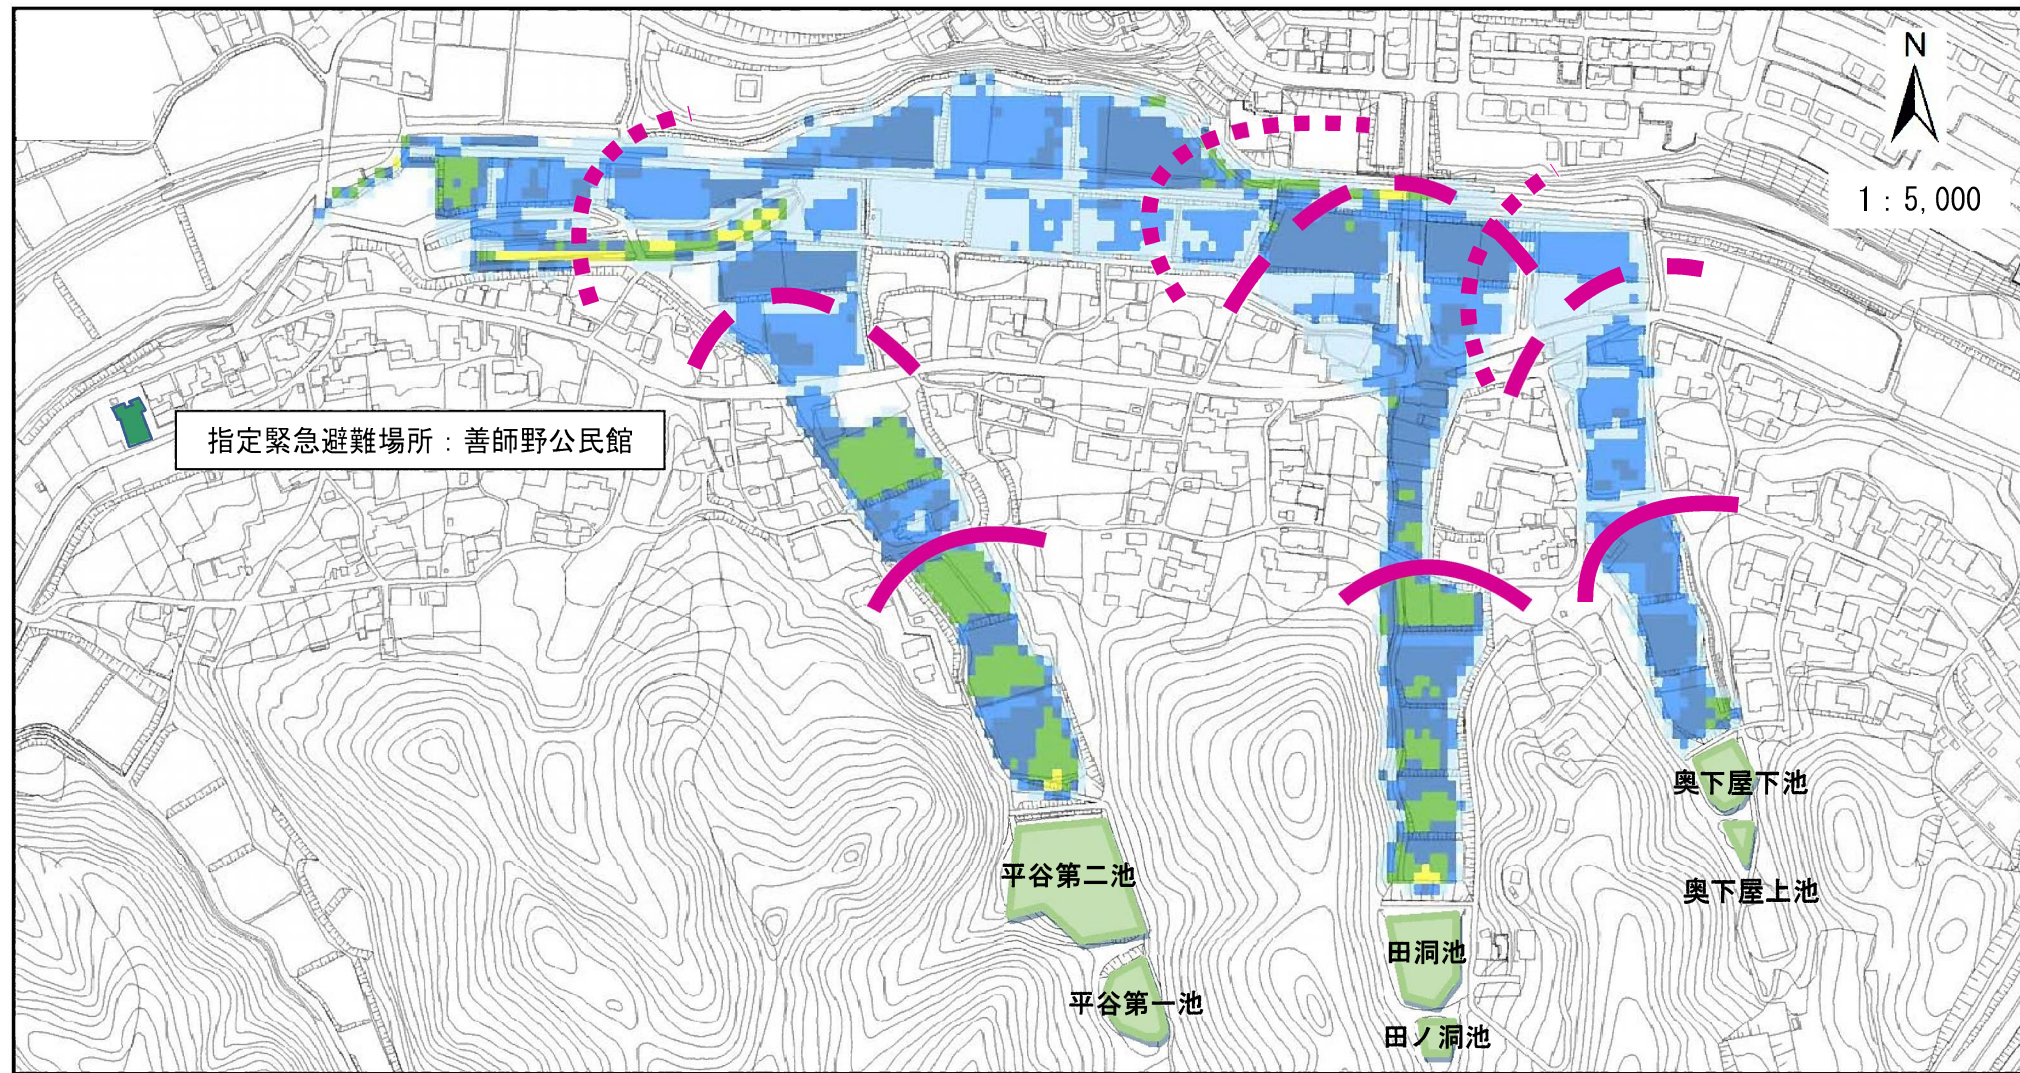 N
1：5,000
指定緊急避難場所：善師野公民館
奥下屋下池
平谷第二池
奥下屋上池
田洞池
平谷第一池
田ノ洞池